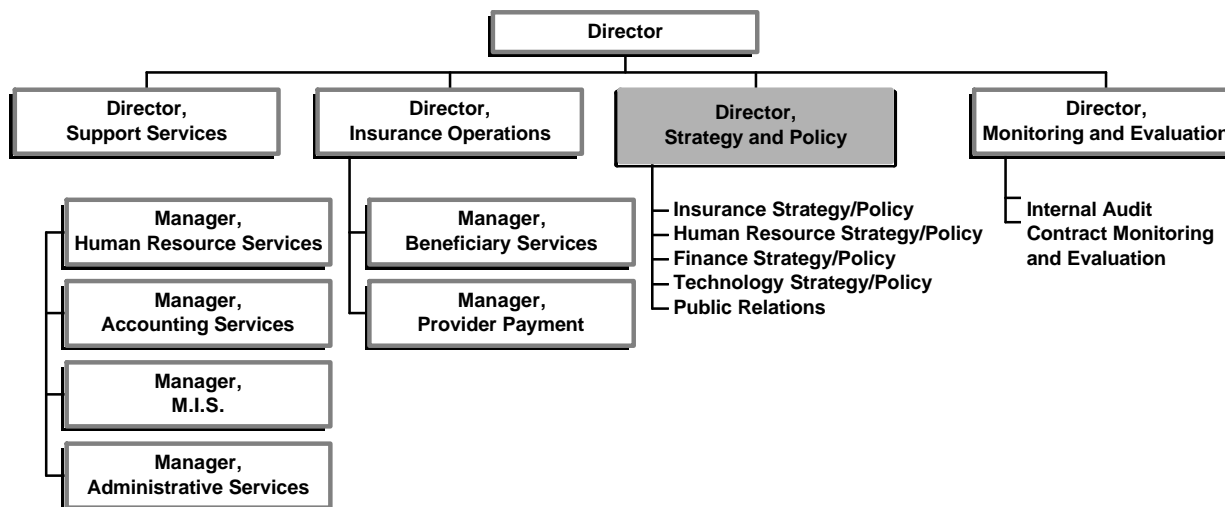 Director
Director,
Support Services
Director,
Insurance Operations
Director,
Strategy and Policy
Director,
Monitoring and Evaluation
Manager,
Human Resource Services
Manager,
Accounting Services
Manager,
M.I.S.
Manager,
Administrative Services
Manager,
Beneficiary Services
Manager,
Provider Payment
Insurance Strategy/Policy
Human Resource Strategy/Policy
Finance Strategy/Policy
Technology Strategy/Policy
Public Relations
Internal Audit
Contract Monitoring
and Evaluation